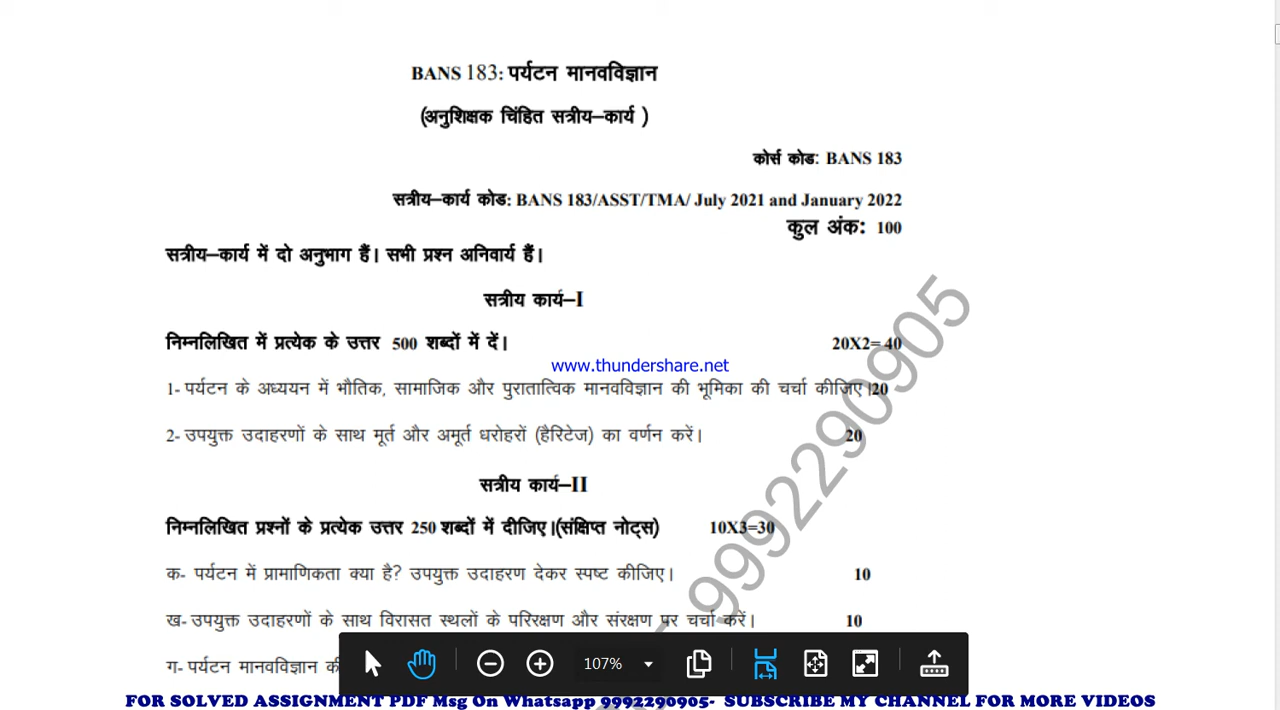 BANS 183: पर्यटन मानवविज्ञान
(अनुशिक्षक चिंहित सत्रीय–कार्य )
कोर्स कोड: BANS 183
सत्रीय–कार्य कोड: BANS 183/ASST/TMA/ July 2021 and January 2022
कुल अंक: 100
सत्रीय–कार्य में दो अनुभाग हैं। सभी प्रश्न अनिवार्य हैं।
सत्रीय कार्य–I
निम्नलिखित में प्रत्येक के उत्तर 500 शब्दों में दें। 20X2= 40
www.thundershare.net
1- पर्यटन के अध्ययन में भौतिक, सामाजिक और पुरातात्विक मानवविज्ञान की भूमिका की चर्चा कीजिए।20
2- उपयुक्त उदाहरणों के साथ मूर्त और अमूर्त धरोहरों (हैरिटेज) का वर्णन करें। 20
सत्रीय कार्य–II
निम्नलिखित प्रश्नों के प्रत्येक उत्तर 250 शब्दों में दीजिए।(संक्षिप्त नोट्स) 10X3=30
क- पर्यटन में प्रामाणिकता क्या है? उपयुक्त उदाहरण देकर स्पष्ट कीजिए। 10
ख- उपयुक्त उदाहरणों के साथ विरासत स्थलों के परिरक्षण और संरक्षण पर चर्चा करें। 10
ग- पर्यटन मानवविज्ञान की
9992290905
107%
FOR SOLVED ASSIGNMENT PDF Msg On Whatsapp 9992290905- SUBSCRIBE MY CHANNEL FOR MORE VIDEOS